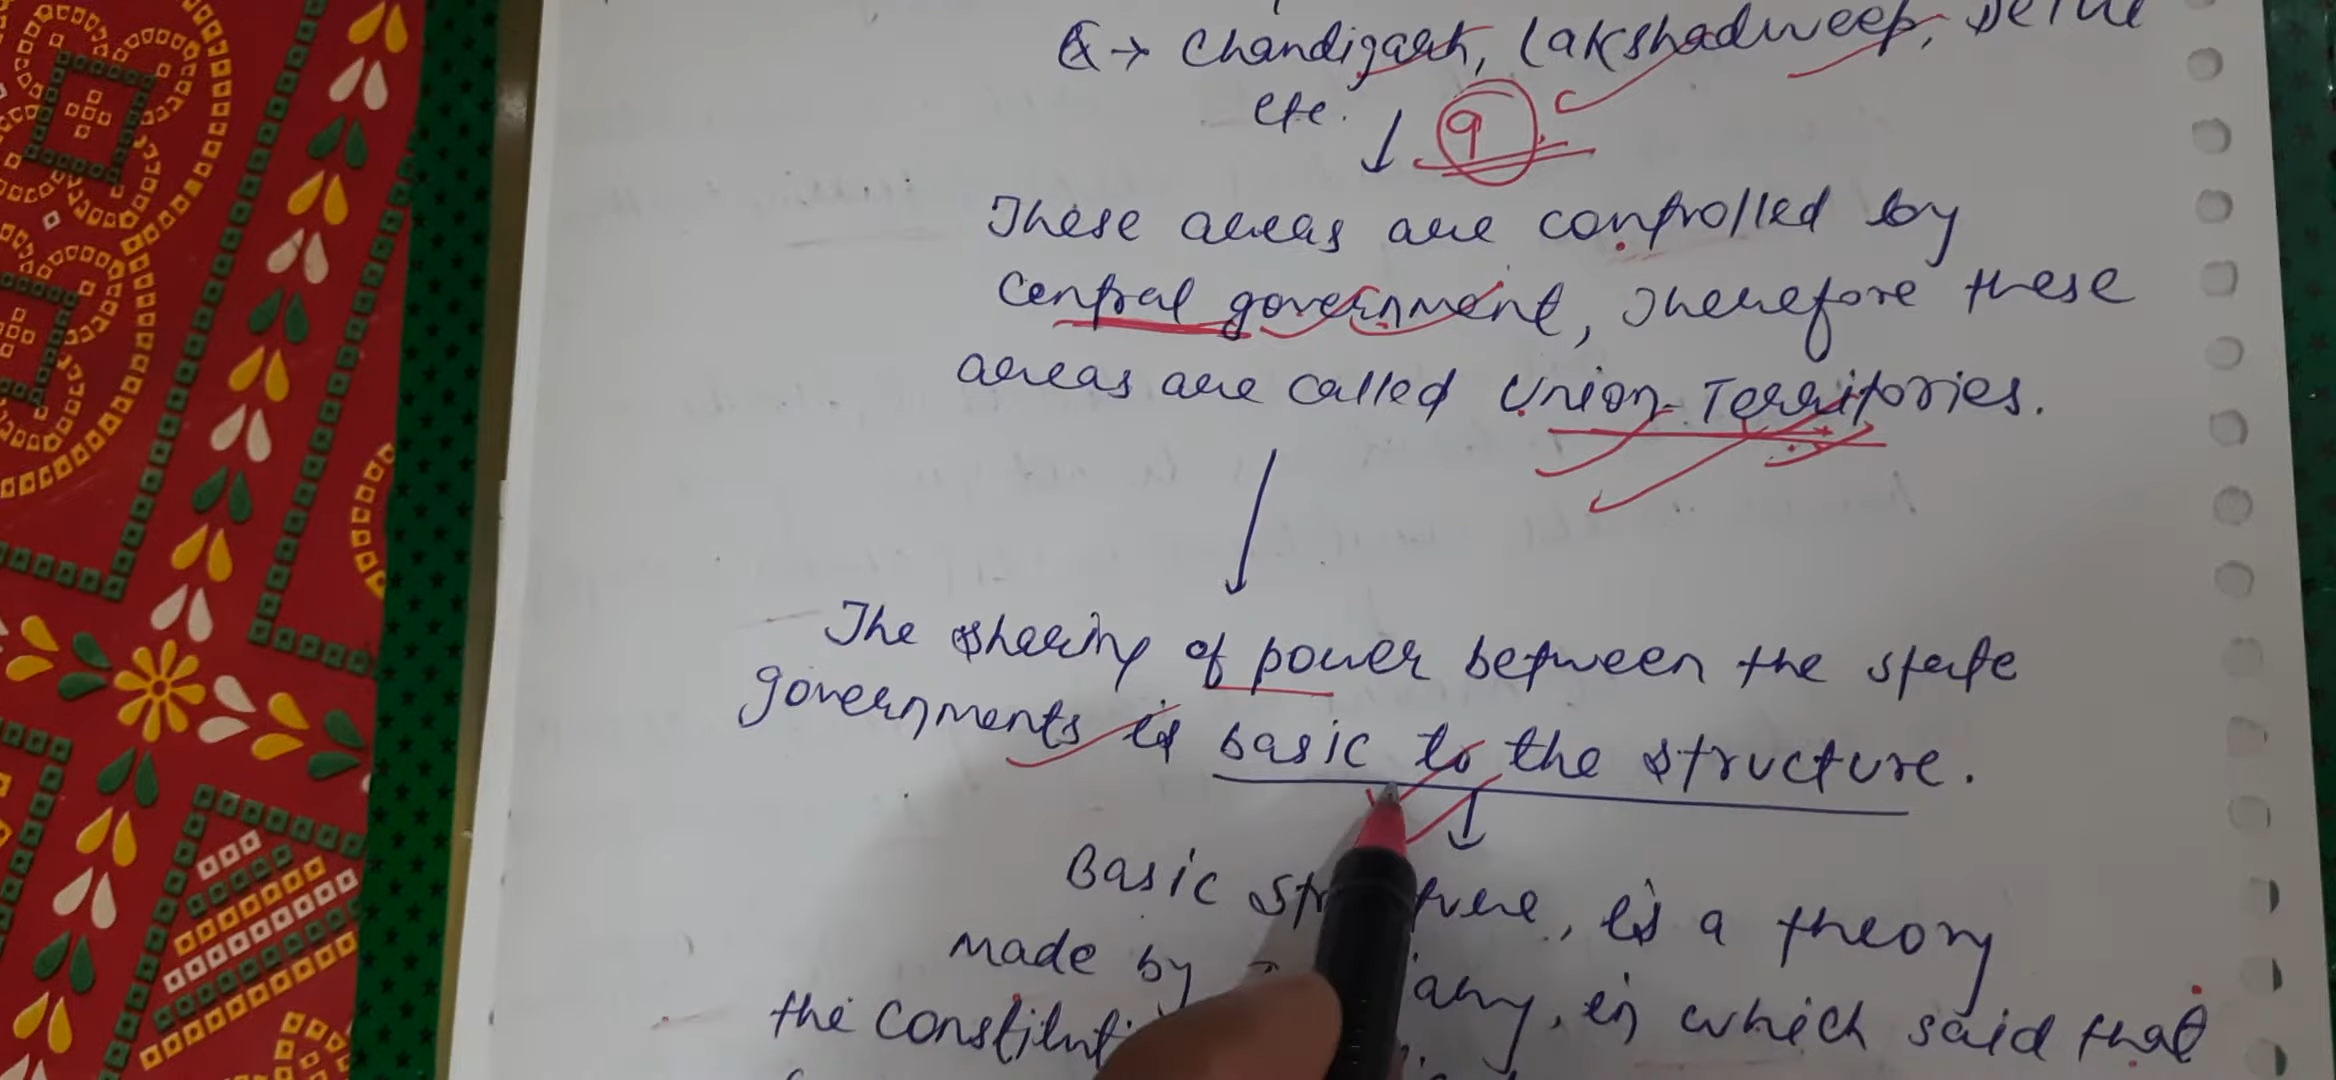 Ex → Chandigarh, Lakshadweep, Delhi
etc. ↓ 9
These areas are controlled by
Central government, Therefore these
areas are called Union Territories.
↓
The sharing of power between the state
governments is basic to the structure.
↓
Basic is a theory
made by in which said that
the